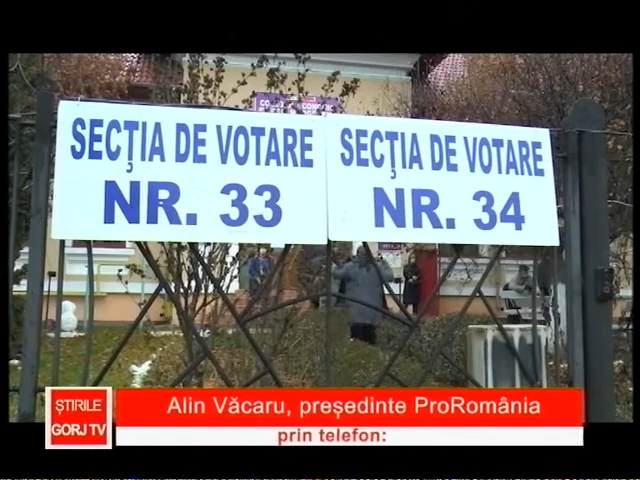 SECȚIA DE VOTARE
NR. 33
SECȚIA DE VOTARE
NR. 34
ȘTIRILE
GORJ TV
Alin Văcaru, președinte ProRomânia
prin telefon: